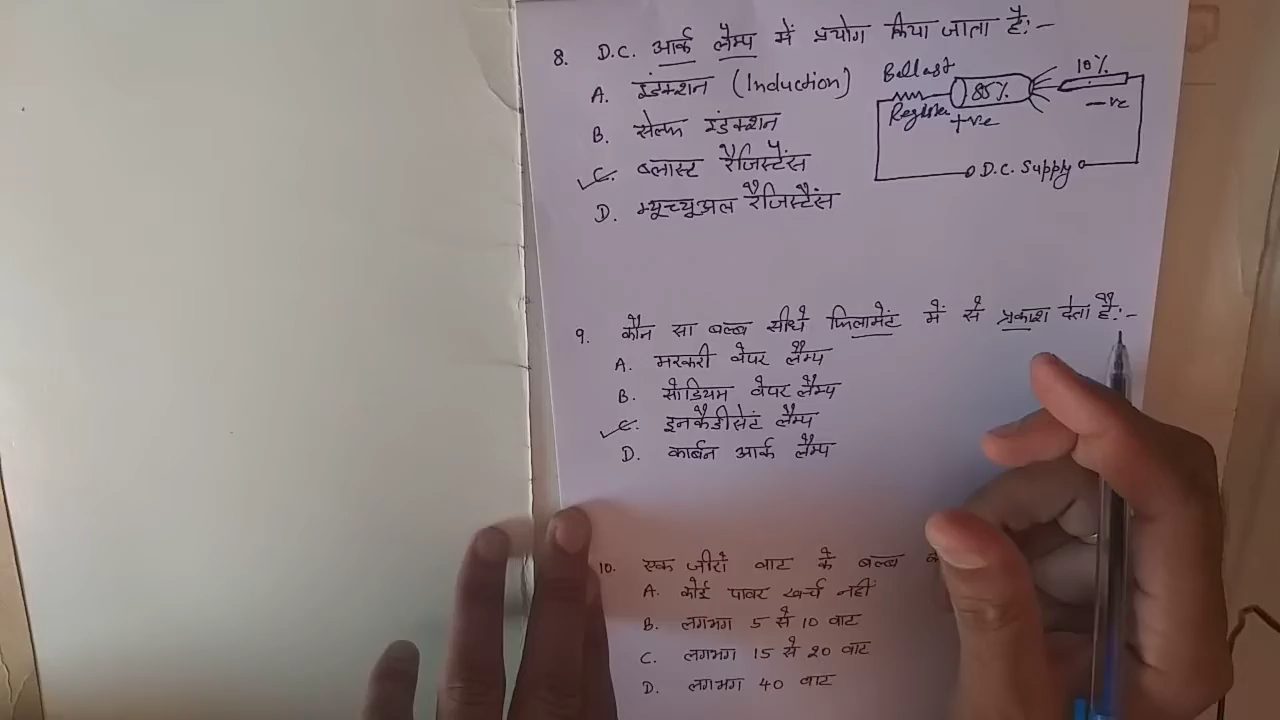 8. D.C. आर्क लैम्प में प्रयोग किया जाता है:-
A. इंडक्शन (Induction)
B. सेल्फ इंडक्शन
C. ब्लास्ट रेजिस्टेंस
D. म्यूच्यूअल रेजिस्टेंस
Ballast
Register
85%
+ve
10%
-ve
D.C. Supply
9. कौन सा बल्ब सीधे फिलामेंट में से प्रकाश देता है:-
A. मरकरी वेपर लैम्प
B. सोडियम वेपर लैम्प
C. इनकैंडीसेंट लैम्प
D. कार्बन आर्क लैम्प
10. एक जीरो वाट के बल्ब
A. कोई पावर खर्च नहीं
B. लगभग 5 से 10 वाट
C. लगभग 15 से 20 वाट
D. लगभग 40 वाट